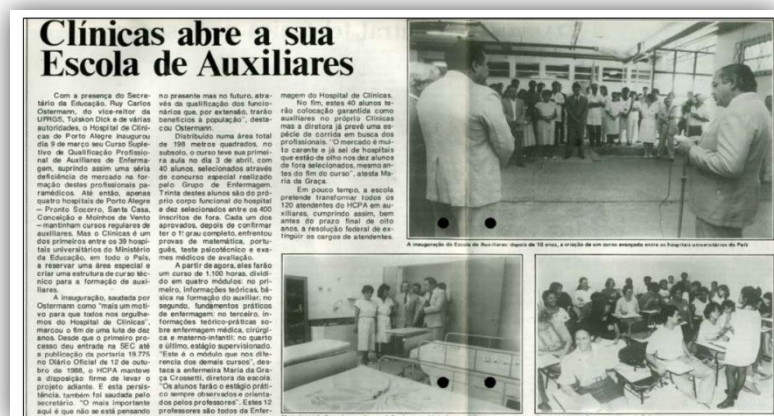 Clínicas abre a sua
Escola de Auxiliares
Com a presença do Secre-
tário da Educação, Ruy Carlos
Ostermann, do vice-reitor da
UFRGS, Tuiskon Dick e de várias
autoridades, o Hospital de Clíni-
cas de Porto Alegre inaugurou
dia 9 de março seu Curso Suple-
tivo de Qualificação Profissio-
nal de Auxiliares de Enferma-
gem, suprindo assim uma séria
deficiência de mercado na for-
mação destes profissionais pa-
ramédicos. Até então, apenas
quatro hospitais de Porto Alegre
— Pronto Socorro, Santa Casa,
Conceição e Moinhos de Vento
— mantinham cursos regulares de
auxiliares. Mas o Clínicas é um
dos primeiros entre os 39 hospi-
tais universitários do Ministério
da Educação, em todo o País,
a reservar uma área especial e
criar uma estrutura de curso téc-
nico para a formação de auxi-
liares.
A inauguração, saudada por
Ostermann como "mais um moti-
vo para que todos nos orgulhe-
mos do Hospital de Clínicas",
marcou o fim de uma luta de dez
anos. Desde que o primeiro pro-
cesso deu entrada na SEC até
a publicação da portaria 19.775
no Diário Oficial de 12 de outu-
bro de 1988, o HCPA manteve
a disposição firme de levar o
projeto adiante. E esta persis-
tência, também foi saudada pelo
secretário. "O mais importante
aqui é que não se está pensando
no presente mas no futuro, atra-
vés da qualificação dos funcio-
nários que, por extensão, trarão
benefícios à população", desta-
cou Ostermann.
Distribuído numa área total
de 198 metros quadrados, no
subsolo, o curso teve sua primei-
ra aula no dia 3 de abril, com
40 alunos, selecionados através
de concurso especial realizado
pelo Grupo de Enfermagem.
Trinta destes alunos são do pró-
prio corpo funcional do hospital
e dez selecionados entre os 400
inscritos de fora. Cada um dos
aprovados, depois de confirmar
ter o 1º grau completo, enfrentou
provas de matemática, portu-
guês, teste psicotécnico e exa-
mes médicos de avaliação.
A partir de agora, eles farão
um curso de 1.100 horas, dividi-
do em quatro módulos: no pri-
meiro, informações teóricas, bá-
sica na formação do auxiliar, no
segundo, fundamentos práticos
de enfermagem; no terceiro, in-
formações teórico-práticas so-
bre enfermagem médica, cirúrgi-
ca e materno-infantil; no quarto
e último, estágio supervisionado.
"Este é o módulo que nos dife-
rencia dos demais cursos", des-
taca a enfermeira Maria da Gra-
ça Crossetti, diretora da escola.
"Os alunos farão o estágio práti-
co sempre observados e orienta-
dos pelos professores". Estes 12
professores são todos da Enfer-
magem do Hospital de Clínicas.
No fim, estes 40 alunos te-
rão colocação garantida como
auxiliares no próprio Clínicas
mas a diretora já prevê uma es-
pécie de corrida em busca dos
profissionais. "O mercado é mui-
to carente e já sei de hospitais
que estão de olho nos dez alunos
de fora selecionados, mesmo an-
tes do fim do curso", atesta Ma-
ria da Graça.
Em pouco tempo, a escola
pretende transformar todos os
120 atendentes do HCPA em au-
xiliares, cumprindo assim, bem
antes do prazo final de oito
anos, a resolução federal de ex-
tinguir os cargos de atendentes.
A inauguração da Escola de Auxiliares: depois de 10 anos, a criação de um curso avançado entre os hospitais universitários do País